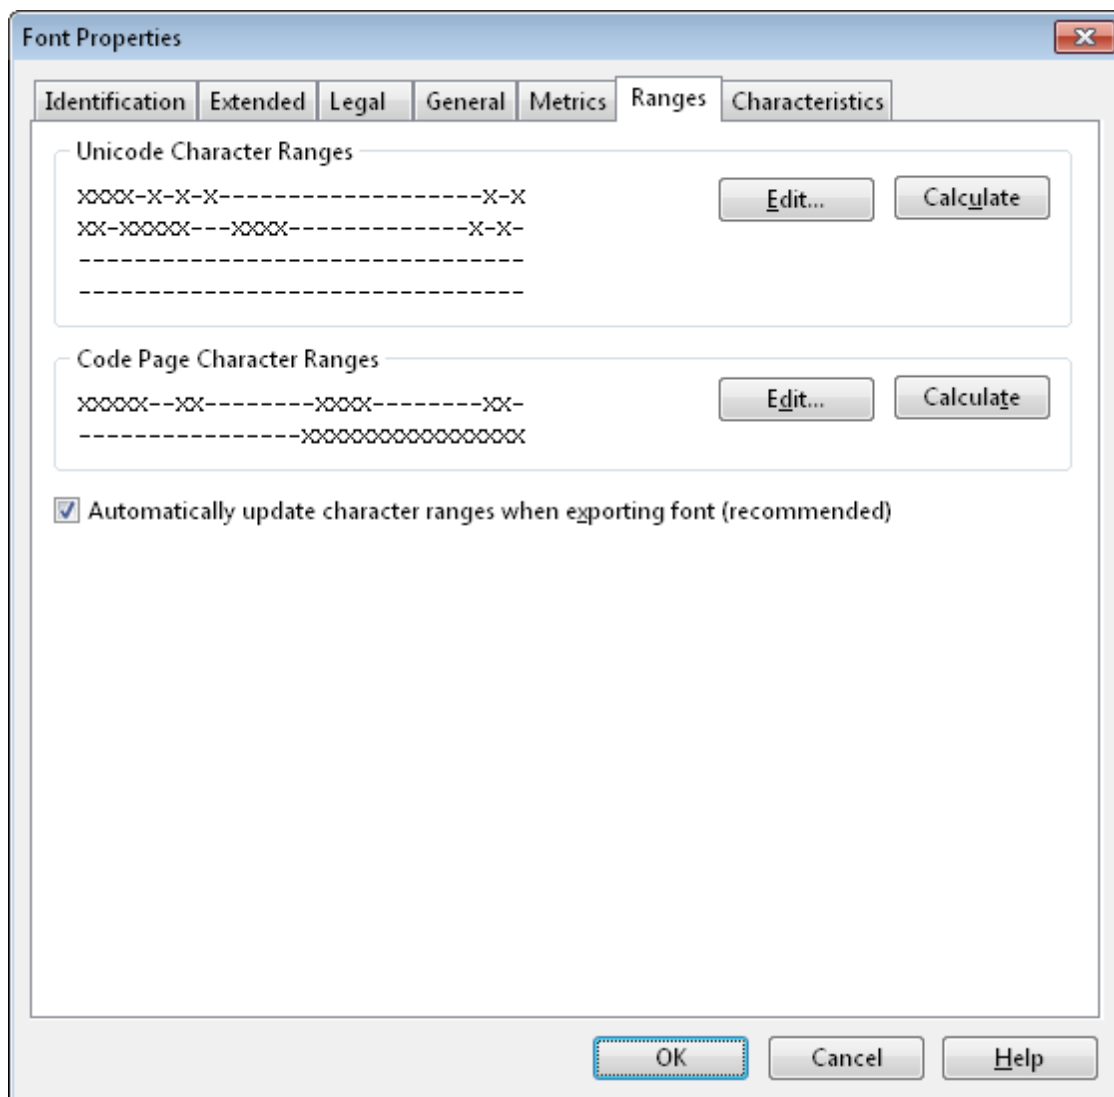 Font Properties
Identification Extended Legal General Metrics Ranges Characteristics
Unicode Character Ranges
XXXX-X-X-X-------------------X-X Edit... Calculate
XX-XXXXX---XXXX-------------X-X-
--------------------------------
--------------------------------
Code Page Character Ranges
XXXXX--XX--------XXXX--------XX- Edit... Calculate
----------------XXXXXXXXXXXXXXXX
Automatically update character ranges when exporting font (recommended)
OK Cancel Help